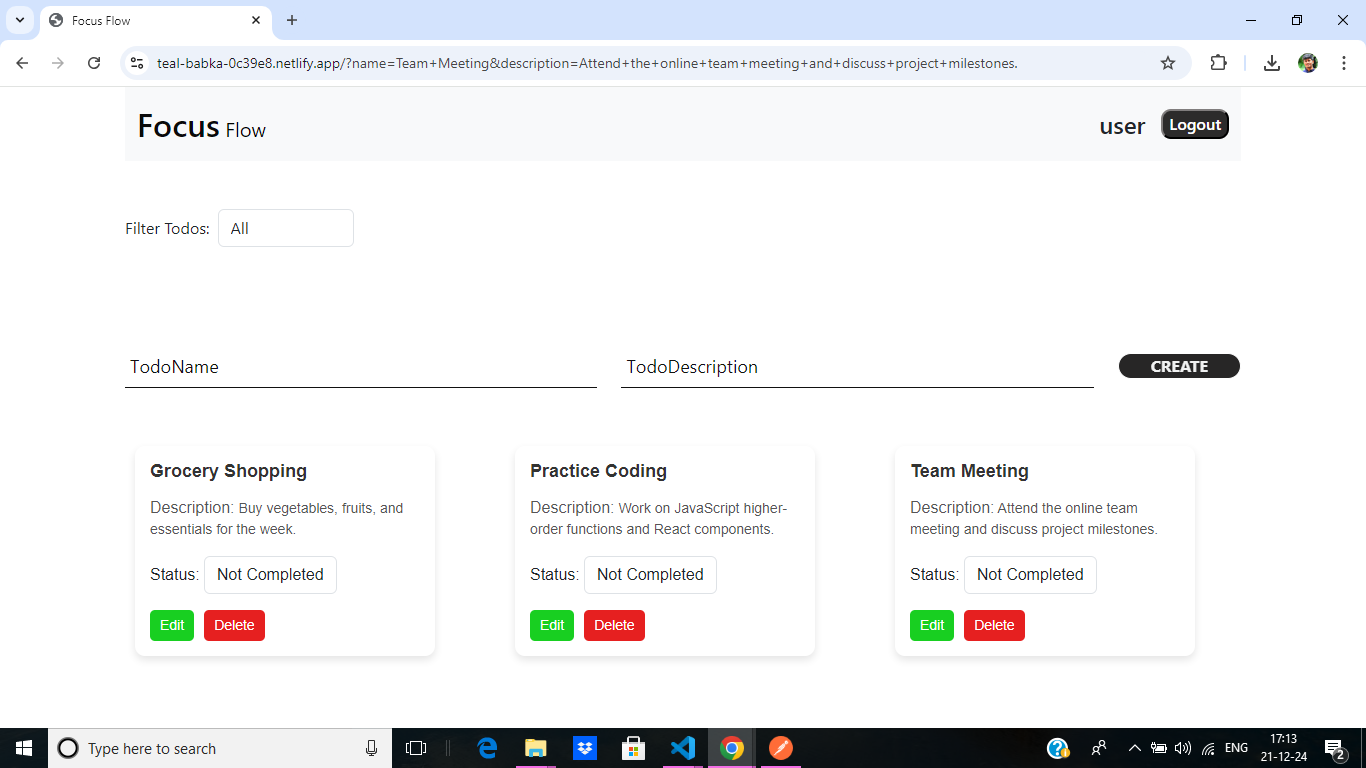 Focus Flow
teal-babka-0c39e8.netlify.app/?name=Team+Meeting&description=Attend+the+online+team+meeting+and+discuss+project+milestones.
Focus Flow
user
Logout
Filter Todos:
All
TodoName
TodoDescription
CREATE
Grocery Shopping
Description: Buy vegetables, fruits, and
essentials for the week.
Status: Not Completed
Edit
Delete
Practice Coding
Description: Work on JavaScript higher-
order functions and React components.
Status: Not Completed
Edit
Delete
Team Meeting
Description: Attend the online team
meeting and discuss project milestones.
Status: Not Completed
Edit
Delete
Type here to search
ENG
17:13
21-12-24
2